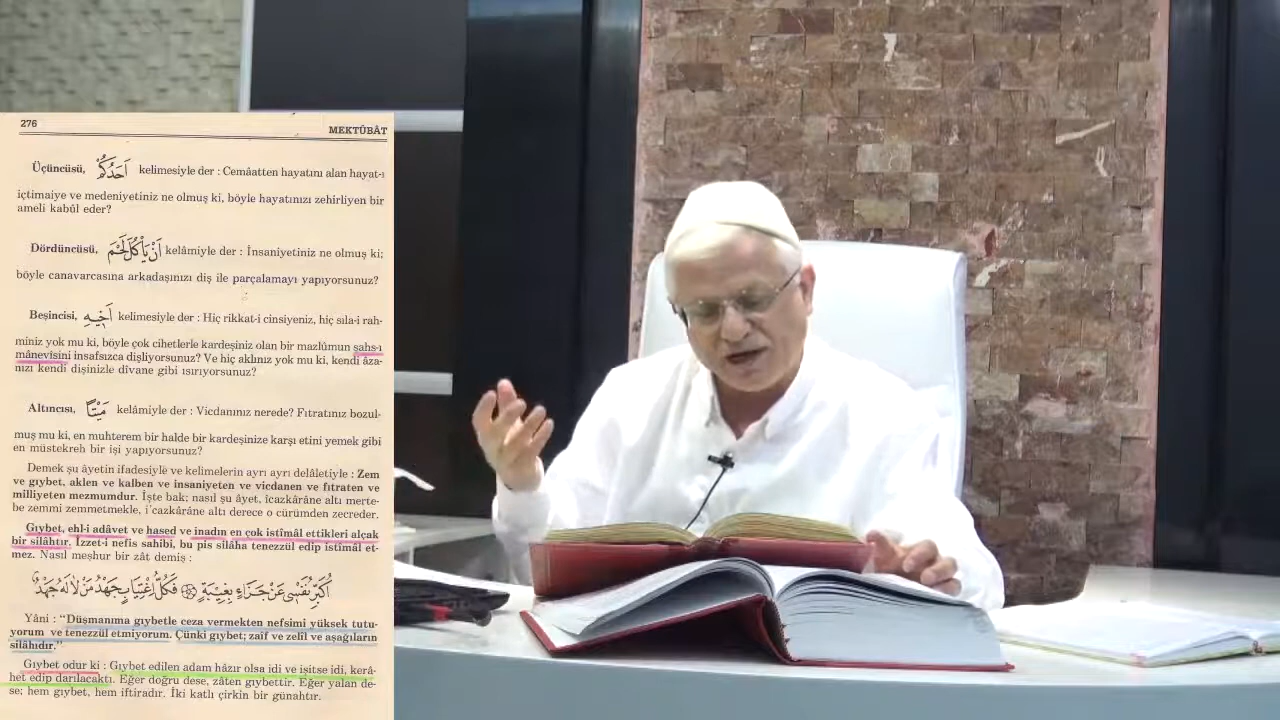 276
MEKTÛBÂT
Üçüncüsü, اَحَدُكُمْ kelimesiyle der : Cemâatten hayatını alan hayat-ı
içtimaiye ve medeniyetiniz ne olmuş ki, böyle hayatınızı zehirliyen bir
ameli kabûl eder?
Dördüncüsü, اَنْ يَأْكُلَ لَحْمَ kelâmiyle der : İnsaniyetiniz ne olmuş ki;
böyle canavarcasına arkadaşınızı diş ile parçalamayı yapıyorsunuz?
Beşincisi, اَخِيهِ kelimesiyle der : Hiç rikkat-i cinsiyeniz, hiç sıla-i rah-
miniz yok mu ki, böyle çok cihetlerle kardeşiniz olan bir mazlûmun şahs-ı
mânevîsini insafsızca dişliyorsunuz? Ve hiç aklınız yok mu ki, kendi âza-
nızı kendi dişinizle dîvane gibi ısırıyorsunuz?
Altıncısı, مَيْتًا kelâmiyle der : Vicdanınız nerede? Fıtratınız bozul-
muş mu ki, en muhterem bir halde bir kardeşinize karşı etini yemek gibi
en müstekreh bir işi yapıyorsunuz?
Demek şu âyetin ifadesiyle ve kelimelerin ayrı ayrı delâletiyle : Zem
ve gıybet, aklen ve kalben ve insaniyeten ve vicdanen ve fıtraten ve
milliyeten mezmumdur. İşte bak; nasıl şu âyet, îcazkârâne altı merte-
be zemmi zemmetmekle, i'cazkârâne altı derece o cürümden zecreder.
Gıybet, ehl-i adâvet ve hased ve inadın en çok istîmâl ettikleri alçak
bir silâhtır. İzzet-i nefis sahibi, bu pis silâha tenezzül edip istîmal et-
mez. Nasıl meşhur bir zât demiş :
اُكَبِّرُ نَفْسِى عَنْ جَزَاءٍ بِغِيْبَةٍ ۞ فَكُلُّ اغْتِيَابٍ جَهْدُ مَنْ لَا لَهُ جَهْدٌ
Yâni : "Düşmanıma gıybetle ceza vermekten nefsimi yüksek tutu-
yorum ve tenezzül etmiyorum. Çünki gıybet; zaîf ve zelîl ve aşağıların
silâhıdır."
Gıybet odur ki : Gıybet edilen adam hâzır olsa idi ve işitse idi, kerâ-
het edip darılacaktı. Eğer doğru dese, zâten gıybettir. Eğer yalan de-
se; hem gıybet, hem iftiradır. İki katlı çirkin bir günahtır.